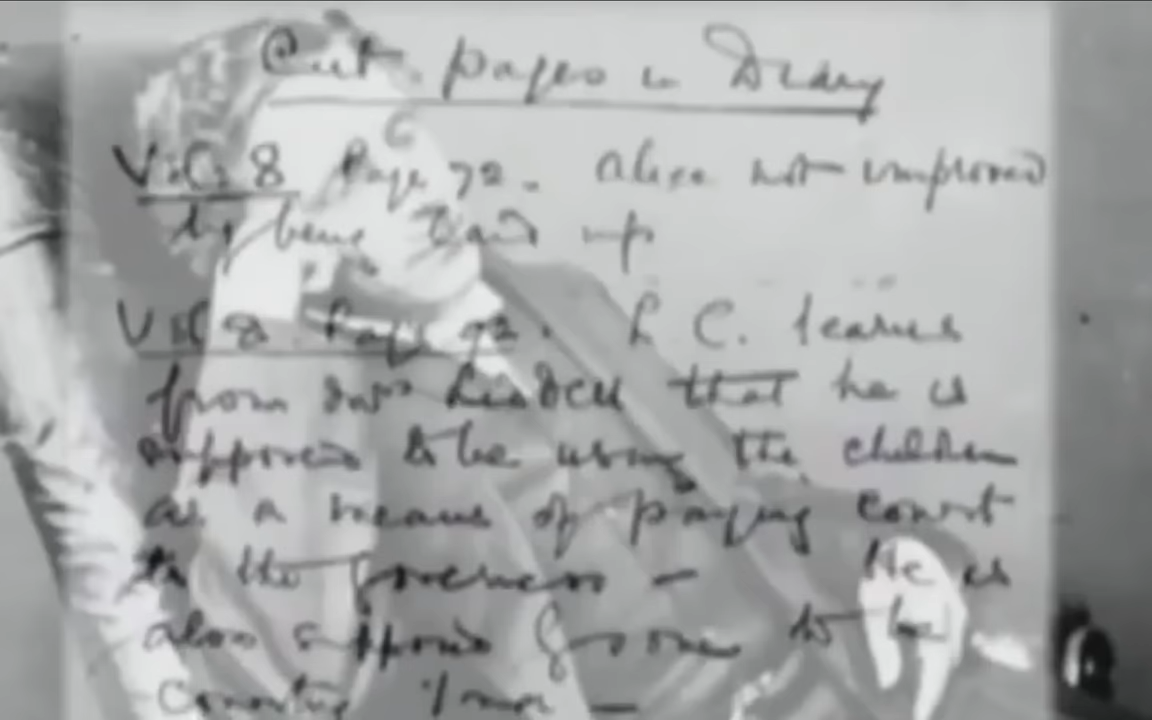 Cut pages in Diary
Vol. 8 Page 72. Alice not improved
by being up
Vol 8 Page 92. L. C. learns
from Mrs Liddell that he is
supposed to be using the children
as a means of paying court
to the governess — He is
also supposed by some to be
courting Ina —